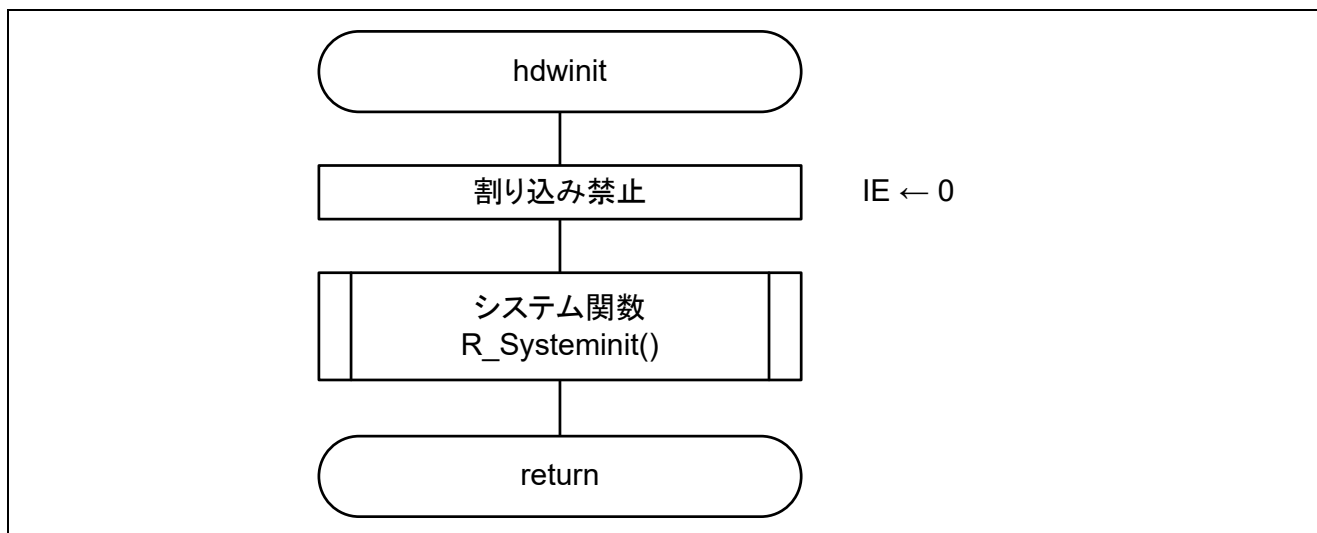 hdwinit
割り込み禁止
IE ← 0
システム関数
R_Systeminit()
return